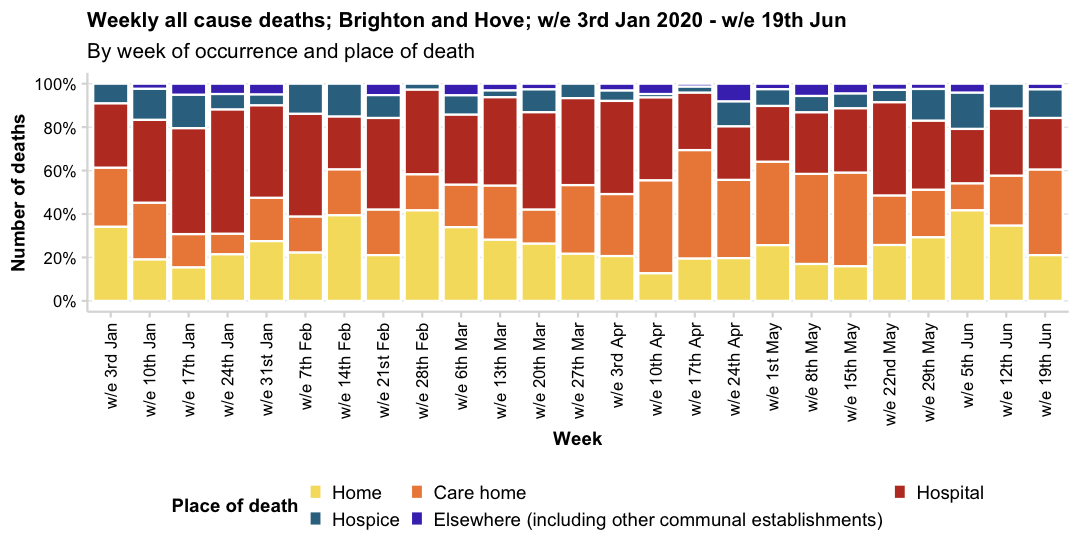 Weekly all cause deaths; Brighton and Hove; w/e 3rd Jan 2020 - w/e 19th Jun
By week of occurrence and place of death
Number of deaths
100%
80%
60%
40%
20%
0%
w/e 3rd Jan
w/e 10th Jan
w/e 17th Jan
w/e 24th Jan
w/e 31st Jan
w/e 7th Feb
w/e 14th Feb
w/e 21st Feb
w/e 28th Feb
w/e 6th Mar
w/e 13th Mar
w/e 20th Mar
w/e 27th Mar
w/e 3rd Apr
w/e 10th Apr
w/e 17th Apr
w/e 24th Apr
w/e 1st May
w/e 8th May
w/e 15th May
w/e 22nd May
w/e 29th May
w/e 5th Jun
w/e 12th Jun
w/e 19th Jun
Week
Place of death
Home
Care home
Hospital
Hospice
Elsewhere (including other communal establishments)